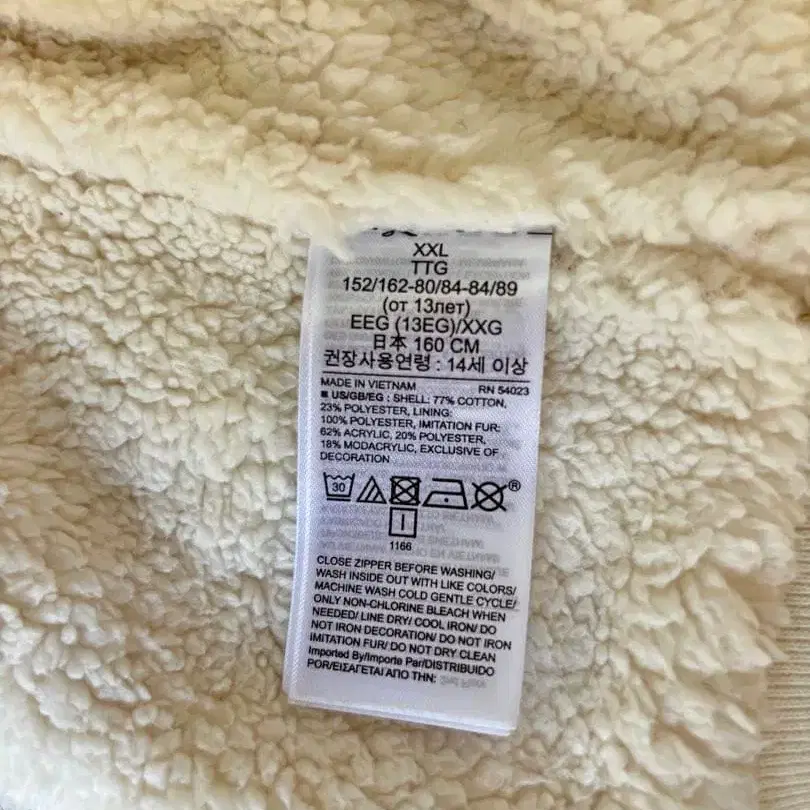 XXL
TTG
152/162-80/84-84/89
(от 13лет)
EEG (13EG)/XXG
日本 160 CM
권장사용연령 : 14세 이상
MADE IN VIETNAM RN 54023
■ US/GB/EG : SHELL: 77% COTTON,
23% POLYESTER, LINING:
100% POLYESTER, IMITATION FUR:
62% ACRYLIC, 20% POLYESTER,
18% MODACRYLIC, EXCLUSIVE OF
DECORATION
30 ®
1166
CLOSE ZIPPER BEFORE WASHING/
WASH INSIDE OUT WITH LIKE COLORS/
MACHINE WASH COLD GENTLE CYCLE/
ONLY NON-CHLORINE BLEACH WHEN
NEEDED/ LINE DRY/ COOL IRON/ DO
NOT IRON DECORATION/ DO NOT IRON
IMITATION FUR/ DO NOT DRY CLEAN
Imported By/Importe Par/DISTRIBUIDO
POR/ΕΙΣΑΓΕΤΑΙ ΑΠΟ ΤΗΝ: